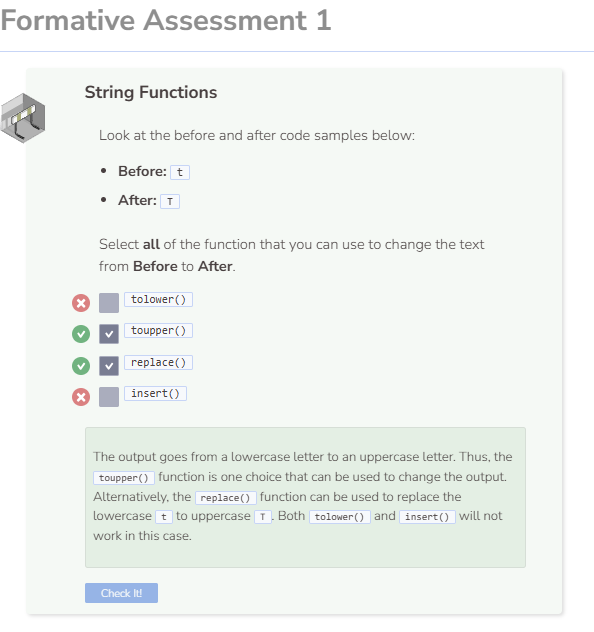 Formative Assessment 1
String Functions
Look at the before and after code samples below:
• Before: t
• After: T
Select all of the function that you can use to change the text
from Before to After.
tolower()
toupper()
replace()
insert()
The output goes from a lowercase letter to an uppercase letter. Thus, the
toupper() function is one choice that can be used to change the output.
Alternatively, the replace() function can be used to replace the
lowercase t to uppercase T. Both tolower() and insert() will not
work in this case.
Check It!